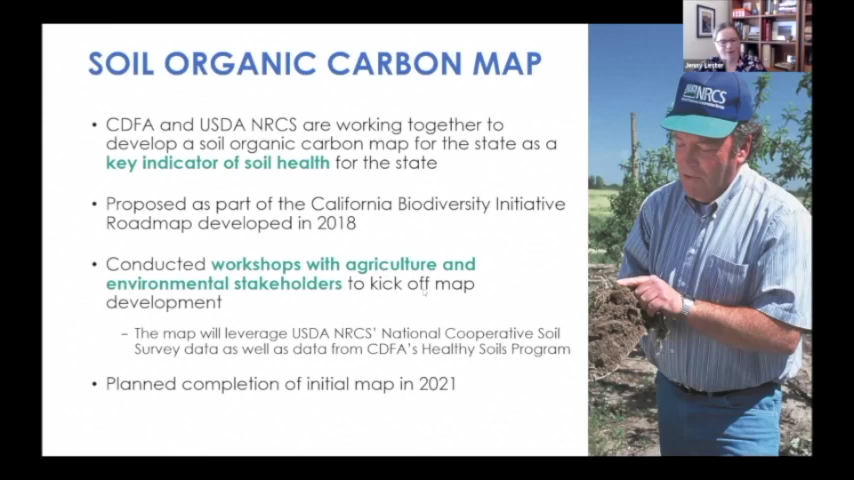 SOIL ORGANIC CARBON MAP
• CDFA and USDA NRCS are working together to
develop a soil organic carbon map for the state as a
key indicator of soil health for the state
• Proposed as part of the California Biodiversity Initiative
Roadmap developed in 2018
• Conducted workshops with agriculture and
environmental stakeholders to kick off map
development
– The map will leverage USDA NRCS' National Cooperative Soil
Survey data as well as data from CDFA's Healthy Soils Program
• Planned completion of initial map in 2021
Jenny Lester
NRCS